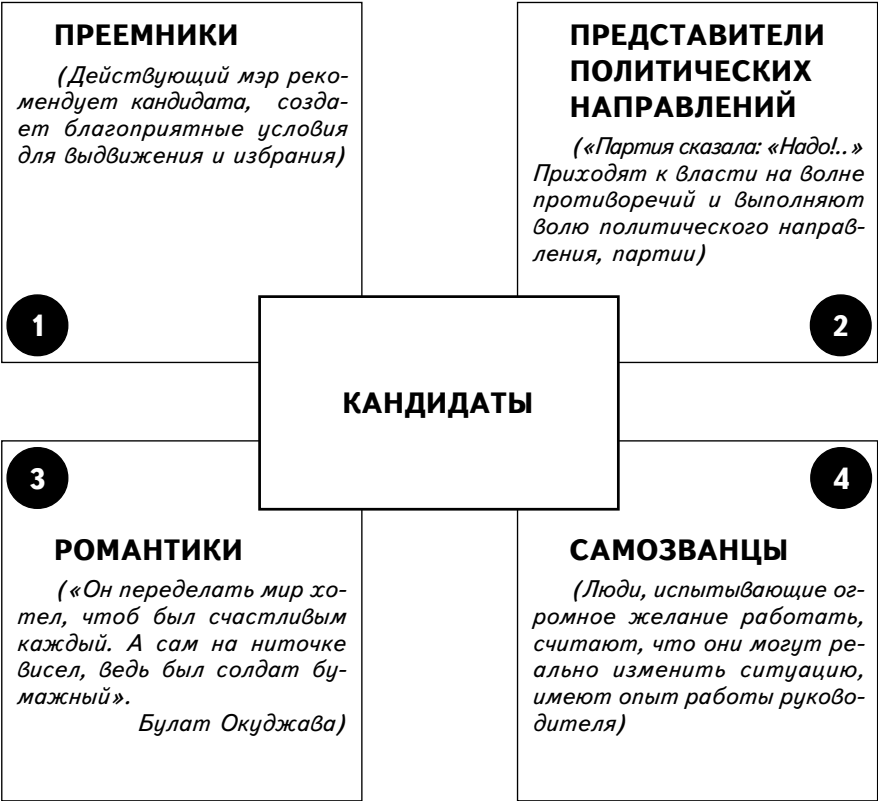 ПРЕЕМНИКИ
(Действующий мэр реко-
мендует кандидата, созда-
ет благоприятные условия
для выдвижения и избрания)
1
ПРЕДСТАВИТЕЛИ
ПОЛИТИЧЕСКИХ
НАПРАВЛЕНИЙ
(«Партия сказала: «Надо!..»
Приходят к власти на волне
противоречий и выполняют
волю политического направ-
ления, партии)
2
КАНДИДАТЫ
3
РОМАНТИКИ
(«Он переделать мир хо-
тел, чтоб был счастливым
каждый. А сам на ниточке
висел, ведь был солдат бу-
мажный».
Булат Окуджава)
4
САМОЗВАНЦЫ
(Люди, испытывающие ог-
ромное желание работать,
считают, что они могут ре-
ально изменить ситуацию,
имеют опыт работы руково-
дителя)